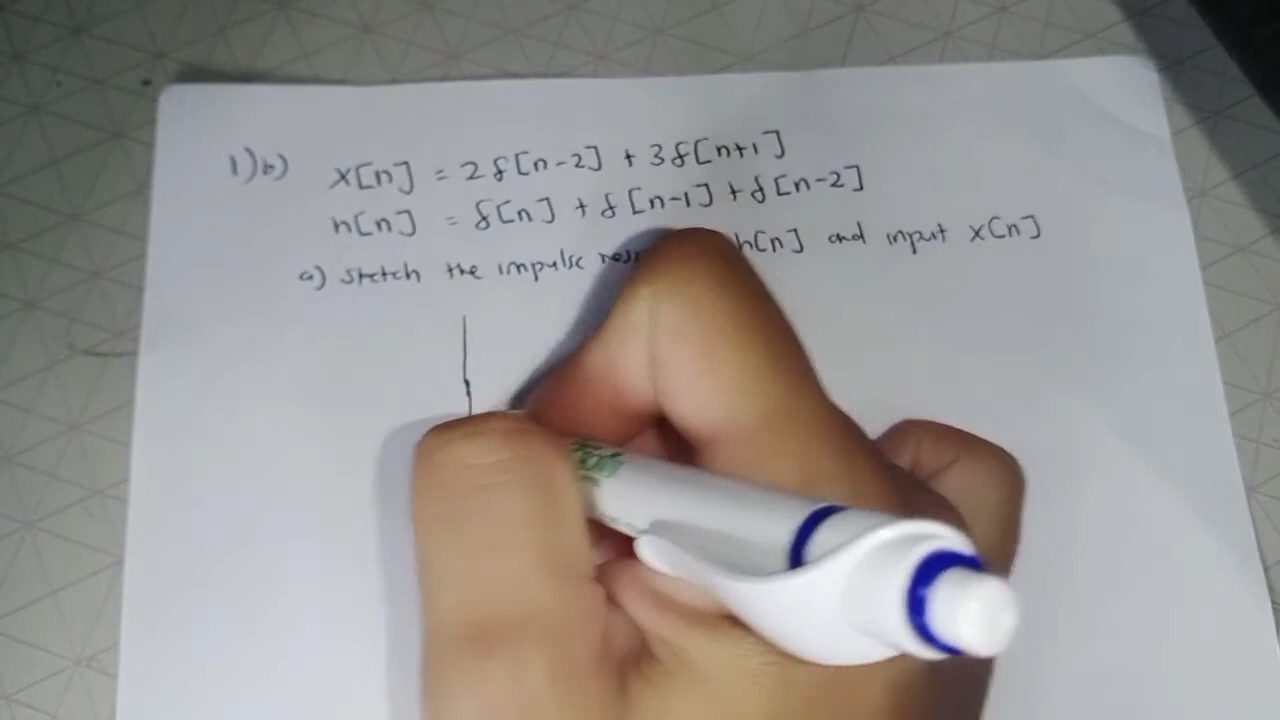 1)b) x[n] = 2δ[n-2] + 3δ[n+1]
h[n] = δ[n] + δ[n-1] + δ[n-2]
a) sketch the impulse h[n] and input x[n]